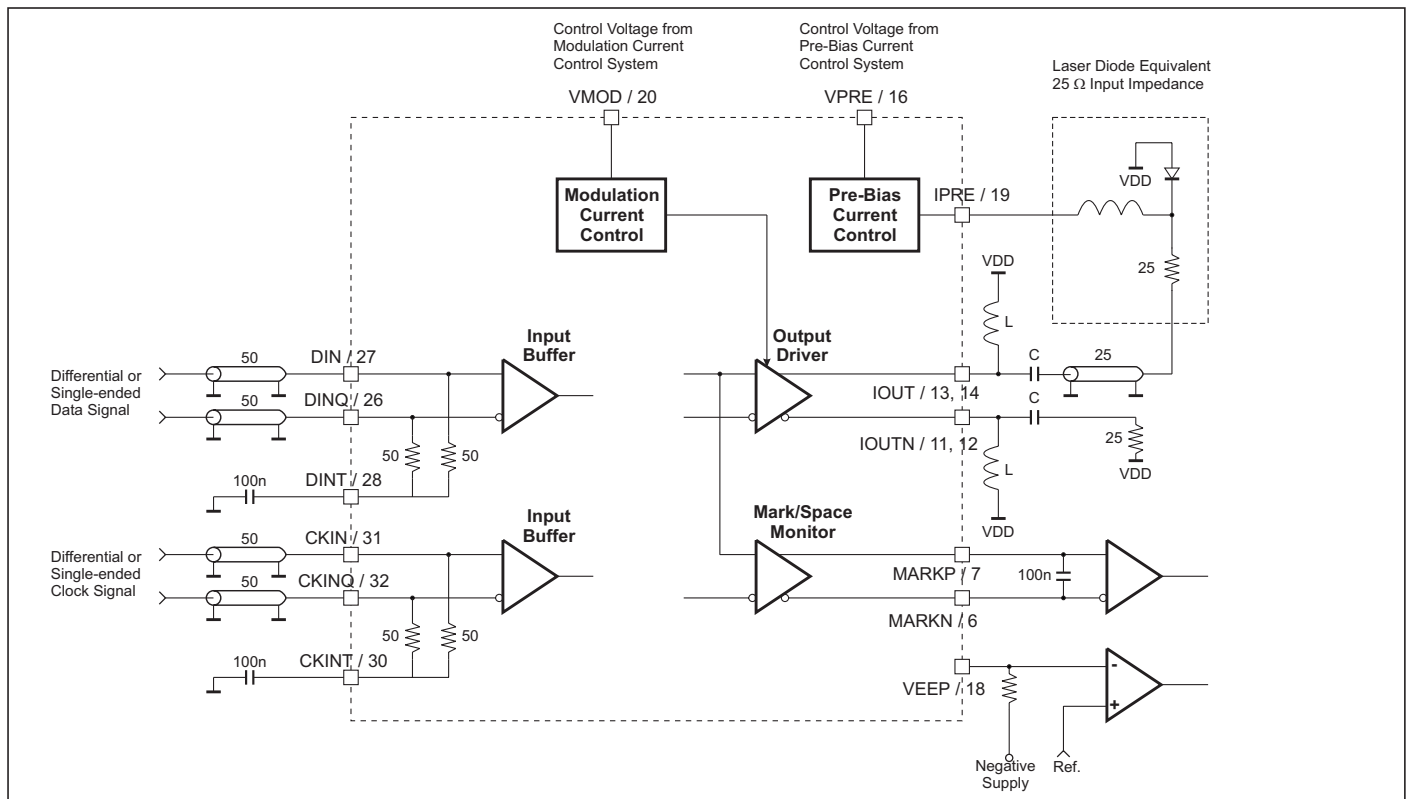 Control Voltage from
Modulation Current
Control System
Control Voltage from
Pre-Bias Current
Control System
Laser Diode Equivalent
25 Ω Input Impedance
VMOD / 20
VPRE / 16
VDD
Modulation
Current
Control
Pre-Bias
Current
Control
IPRE / 19
25
VDD
L
Input
Buffer
Output
Driver
Differential or
Single-ended
Data Signal
50
DIN / 27
50
DINQ / 26
C
25
IOUT / 13, 14
C
IOUTN / 11, 12
25
VDD
50
50
L
VDD
100n
DINT / 28
Input
Buffer
Mark/Space
Monitor
Differential or
Single-ended
Clock Signal
50
CKIN / 31
50
CKINQ / 32
MARKP / 7
100n
MARKN / 6
50
50
100n
CKINT / 30
VEEP / 18
-
+
Negative
Supply
Ref.